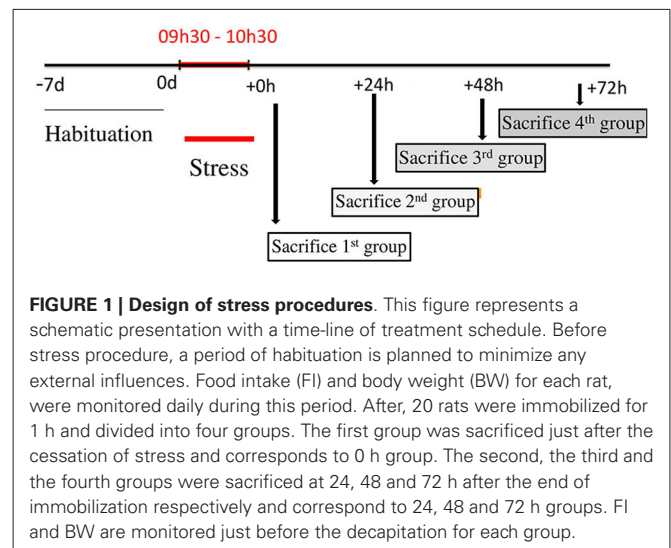 09h30 - 10h30
-7d 0d +0h +24h +48h +72h
Habituation
Stress
Sacrifice 4th group
Sacrifice 3rd group
Sacrifice 2nd group
Sacrifice 1st group
FIGURE 1 | Design of stress procedures. This figure represents a
schematic presentation with a time-line of treatment schedule. Before
stress procedure, a period of habituation is planned to minimize any
external influences. Food intake (FI) and body weight (BW) for each rat,
were monitored daily during this period. After, 20 rats were immobilized for
1 h and divided into four groups. The first group was sacrificed just after the
cessation of stress and corresponds to 0 h group. The second, the third and
the fourth groups were sacrificed at 24, 48 and 72 h after the end of
immobilization respectively and correspond to 24, 48 and 72 h groups. FI
and BW are monitored just before the decapitation for each group.